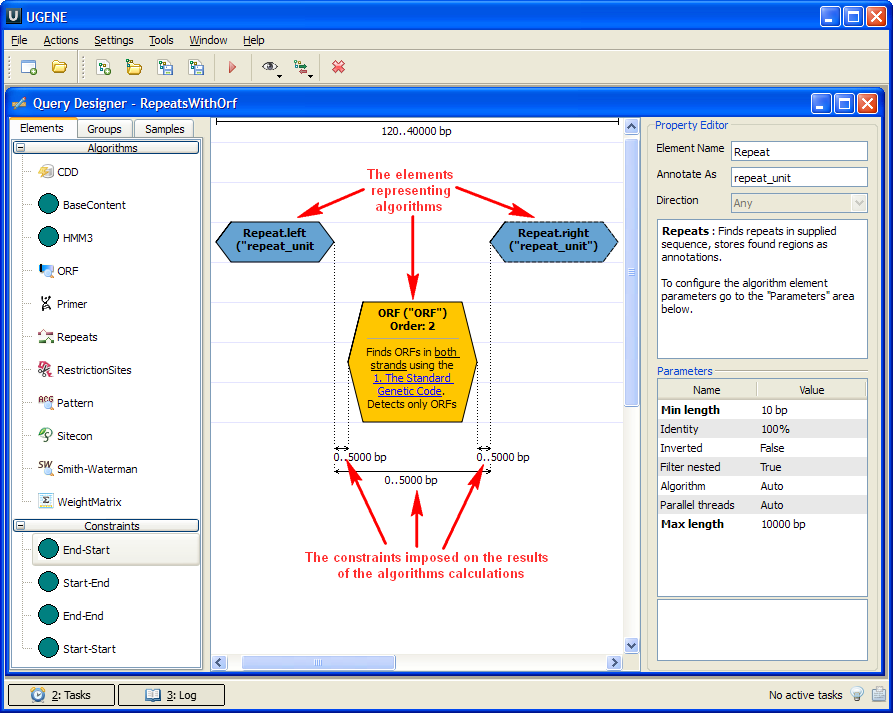 UGENE
File Actions Settings Tools Window Help
Query Designer - RepeatsWithOrf
Elements Groups Samples
Algorithms
CDD
BaseContent
HMM3
ORF
Primer
Repeats
RestrictionSites
Pattern
Sitecon
Smith-Waterman
WeightMatrix
Constraints
End-Start
Start-End
End-End
Start-Start
120..40000 bp
The elements
representing
algorithms
Repeat.left
("repeat_unit
Repeat.right
("repeat_unit")
ORF ("ORF")
Order: 2
Finds ORFs in both
strands using the
1. The Standard
Genetic Code.
Detects only ORFs
0..5000 bp
0..5000 bp
0..5000 bp
The constraints imposed on the results
of the algorithms calculations
Property Editor
Element Name Repeat
Annotate As repeat_unit
Direction Any
Repeats : Finds repeats in supplied
sequence, stores found regions as
annotations.
To configure the algorithm element
parameters go to the "Parameters" area
below.
Parameters
Name Value
Min length 10 bp
Identity 100%
Inverted False
Filter nested True
Algorithm Auto
Parallel threads Auto
Max length 10000 bp
2: Tasks 3: Log No active tasks